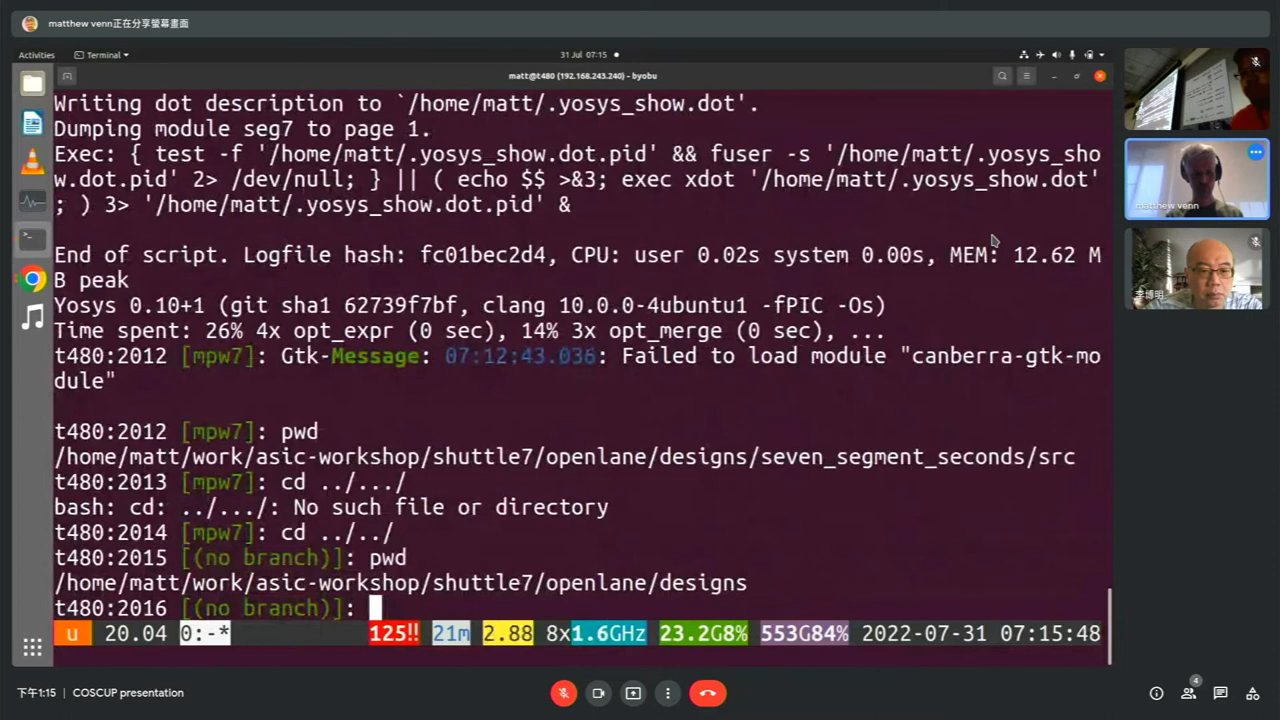 matthew venn正在分享螢幕畫面
Activities
Terminal
31 Jul 07:15
matt@t480 (192.168.243.240) - byobu
Writing dot description to `/home/matt/.yosys_show.dot'.
Dumping module seg7 to page 1.
Exec: { test -f '/home/matt/.yosys_show.dot.pid' && fuser -s '/home/matt/.yosys_sho
w.dot.pid' 2> /dev/null; } || ( echo $$ >&3; exec xdot '/home/matt/.yosys_show.dot'
; ) 3> '/home/matt/.yosys_show.dot.pid' &
End of script. Logfile hash: fc01bec2d4, CPU: user 0.02s system 0.00s, MEM: 12.62 M
B peak
Yosys 0.10+1 (git sha1 62739f7bf, clang 10.0.0-4ubuntu1 -fPIC -Os)
Time spent: 26% 4x opt_expr (0 sec), 14% 3x opt_merge (0 sec), ...
t480:2012 [mpw7]: Gtk-Message: 07:12:43.036: Failed to load module "canberra-gtk-mo
dule"
t480:2012 [mpw7]: pwd
/home/matt/work/asic-workshop/shuttle7/openlane/designs/seven_segment_seconds/src
t480:2013 [mpw7]: cd ../.../
bash: cd: ../.../: No such file or directory
t480:2014 [mpw7]: cd ../../
t480:2015 [(no branch)]: pwd
/home/matt/work/asic-workshop/shuttle7/openlane/designs
t480:2016 [(no branch)]:
u 20.04 0:-* 125!! 21m 2.88 8x1.6GHz 23.2G8% 553G84% 2022-07-31 07:15:48
matthew venn
李博明
下午1:15 | COSCUP presentation
4